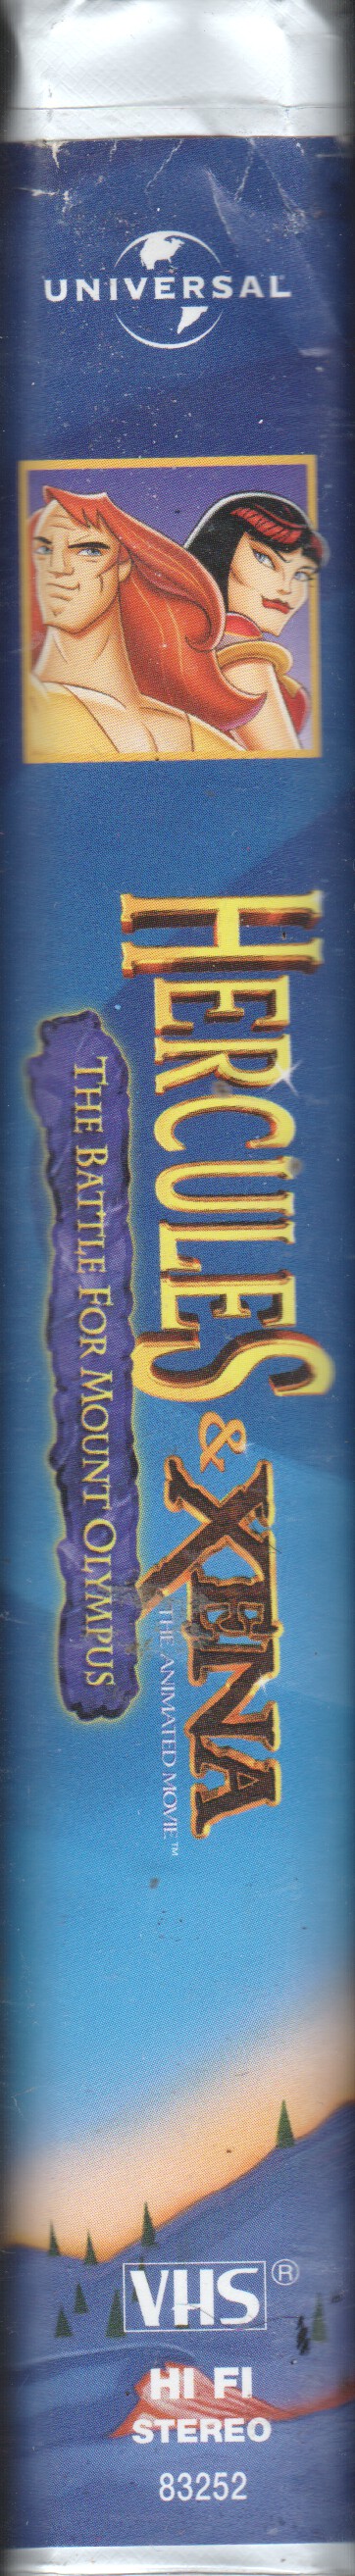 UNIVERSAL
HERCULES & XENA
THE ANIMATED MOVIE™
THE BATTLE FOR MOUNT OLYMPUS
VHS®
HI FI
STEREO
83252